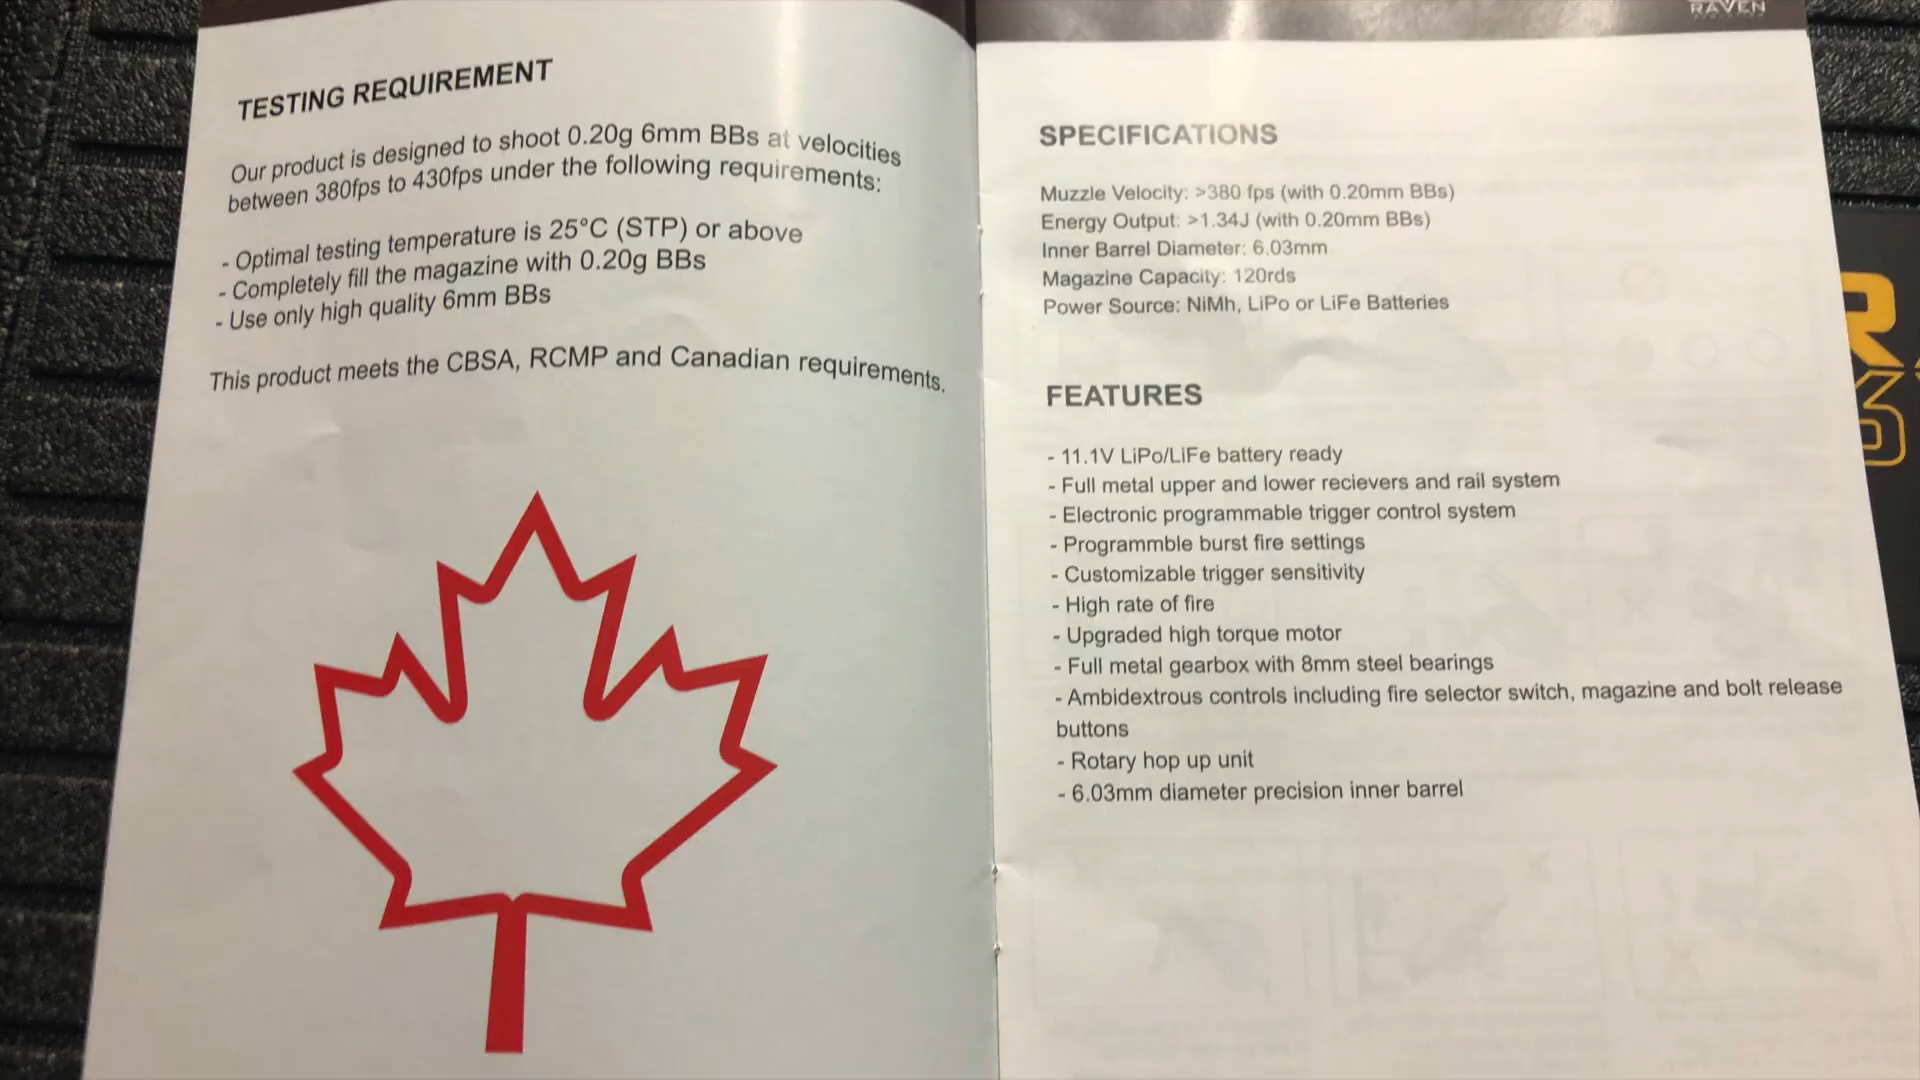 TESTING REQUIREMENT
Our product is designed to shoot 0.20g 6mm BBs at velocities
between 380fps to 430fps under the following requirements:
- Optimal testing temperature is 25°C (STP) or above
- Completely fill the magazine with 0.20g BBs
- Use only high quality 6mm BBs
This product meets the CBSA, RCMP and Canadian requirements.
RAVEN
SPECIFICATIONS
Muzzle Velocity: >380 fps (with 0.20mm BBs)
Energy Output: >1.34J (with 0.20mm BBs)
Inner Barrel Diameter: 6.03mm
Magazine Capacity: 120rds
Power Source: NiMh, LiPo or LiFe Batteries
FEATURES
- 11.1V LiPo/LiFe battery ready
- Full metal upper and lower recievers and rail system
- Electronic programmable trigger control system
- Programmble burst fire settings
- Customizable trigger sensitivity
- High rate of fire
- Upgraded high torque motor
- Full metal gearbox with 8mm steel bearings
- Ambidextrous controls including fire selector switch, magazine and bolt release
buttons
- Rotary hop up unit
- 6.03mm diameter precision inner barrel